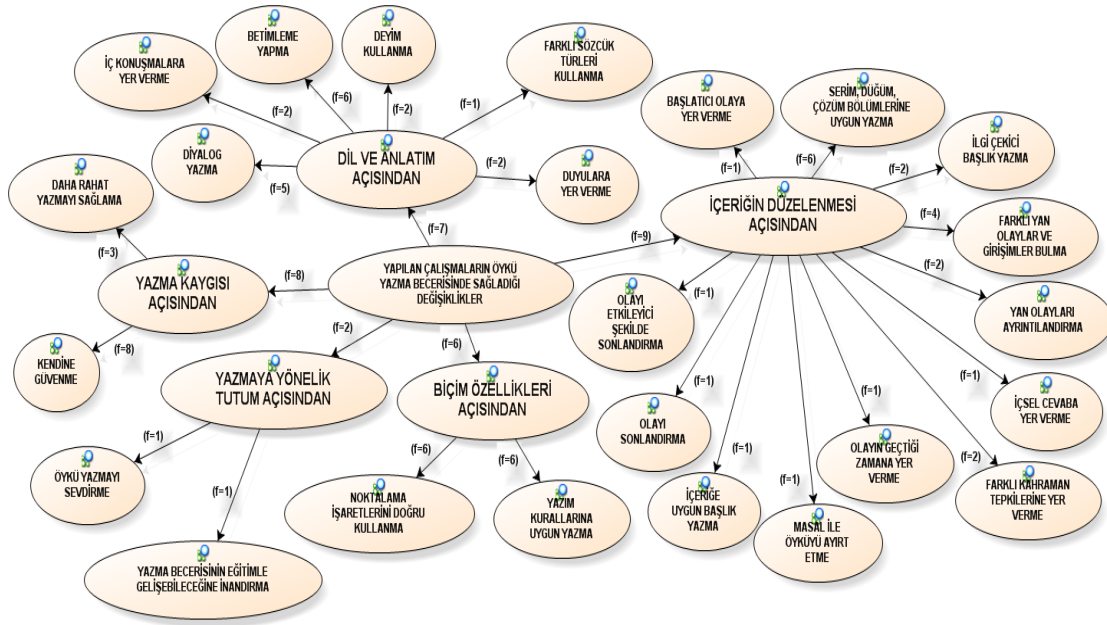 BETİMLEME
YAPMA
DEYİM
KULLANMA
İÇ KONUŞMALARA
YER VERME
FARKLI SÖZCÜK
TÜRLERİ
KULLANMA
BAŞLATICI OLAYA
YER VERME
SERİM, DÜĞÜM,
ÇÖZÜM BÖLÜMLERİNE
UYGUN YAZMA
(f=2)
(f=6)
(f=2)
(f=1)
İLGİ ÇEKİCİ
BAŞLIK YAZMA
DİYALOG
YAZMA
(f=5)
DİL VE ANLATIM
AÇISINDAN
(f=2)
DUYULARA
YER VERME
(f=1)
(f=6)
(f=2)
DAHA RAHAT
YAZMAYI SAĞLAMA
İÇERİĞİN DÜZELENMESİ
AÇISINDAN
(f=4)
FARKLI YAN
OLAYLAR VE
GİRİŞİMLER BULMA
(f=7)
(f=9)
(f=3)
(f=8)
YAZMA KAYGISI
AÇISINDAN
YAPILAN ÇALIŞMALARIN ÖYKÜ
YAZMA BECERİSİNDE SAĞLADIĞI
DEĞİŞİKLİKLER
(f=2)
(f=1)
OLAYI
ETKİLEYİCİ
ŞEKİLDE
SONLANDIRMA
YAN OLAYLARI
AYRINTILANDIRMA
(f=8)
KENDİNE
GÜVENME
(f=2)
(f=6)
YAZMAYA YÖNELİK
TUTUM AÇISINDAN
BİÇİM ÖZELLİKLERİ
AÇISINDAN
(f=1)
(f=1)
(f=1)
İÇSEL CEVABA
YER VERME
OLAYI
SONLANDIRMA
(f=1)
ÖYKÜ YAZMAYI
SEVDİRME
(f=1)
(f=6)
(f=6)
(f=1)
(f=1)
(f=2)
OLAYIN GEÇTİĞİ
ZAMANA YER
VERME
FARKLI KAHRAMAN
TEPKİLERİNE YER
VERME
NOKTALAMA
İŞARETLERİNİ DOĞRU
KULLANMA
YAZIM
KURALLARINA
UYGUN YAZMA
İÇERİĞE
UYGUN BAŞLIK
YAZMA
MASAL İLE
ÖYKÜYÜ AYIRT
ETME
YAZMA BECERİSİNİN EĞİTİMLE
GELİŞEBİLECEĞİNE İNANDIRMA